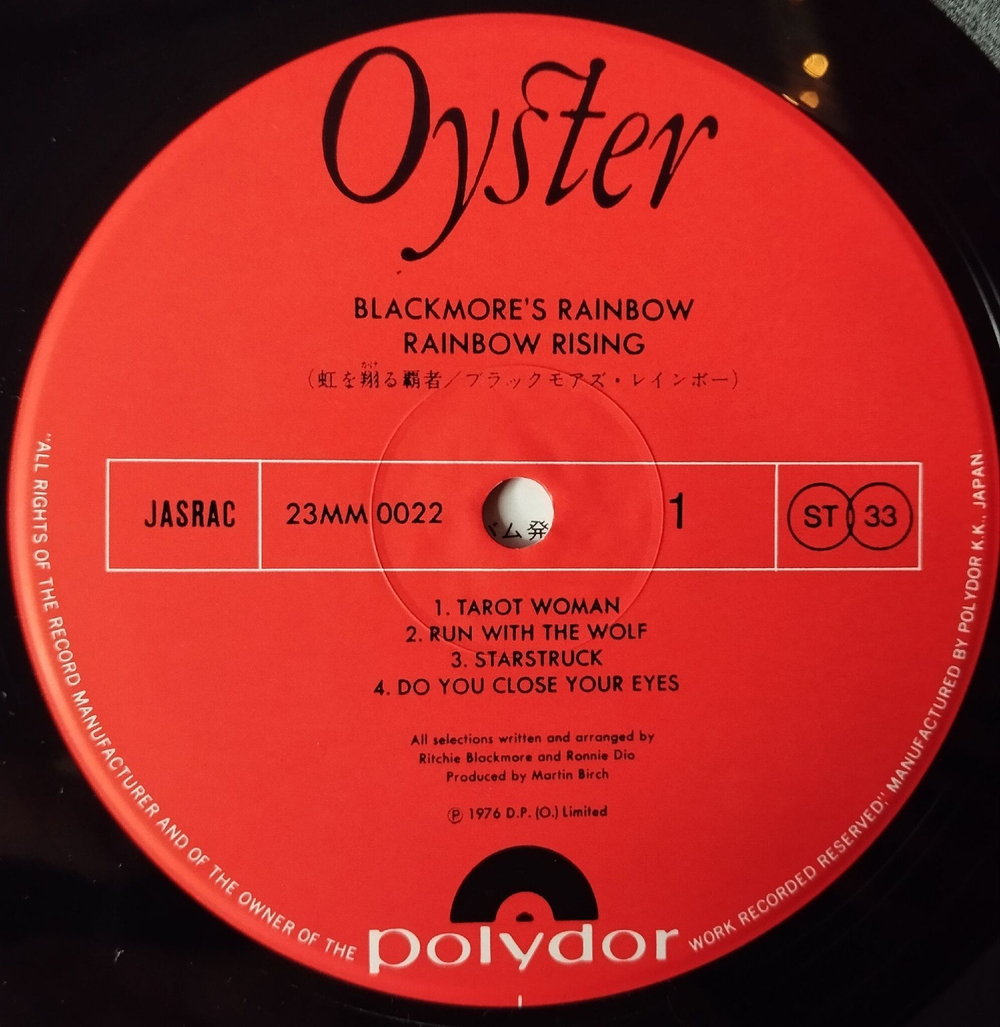 Oyster
BLACKMORE'S RAINBOW
RAINBOW RISING
かけ
(虹を翔る覇者/ブラックモアズ・レインボー)
JASRAC
23MM 0022
ム発
1
ST 33
1. TAROT WOMAN
2. RUN WITH THE WOLF
3. STARSTRUCK
4. DO YOU CLOSE YOUR EYES
All selections written and arranged by
Ritchie Blackmore and Ronnie Dio
Produced by Martin Birch
Ⓟ 1976 D.P. (O.) Limited
polydor
"ALL RIGHTS OF THE RECORD MANUFACTURER AND OF THE OWNER OF THE WORK RECORDED RESERVED." MANUFACTURED BY POLYDOR K.K., JAPAN.